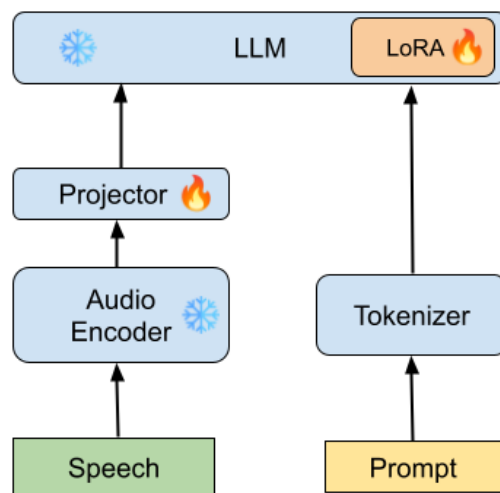 LLM
LoRA
Projector
Audio
Encoder
Tokenizer
Speech
Prompt